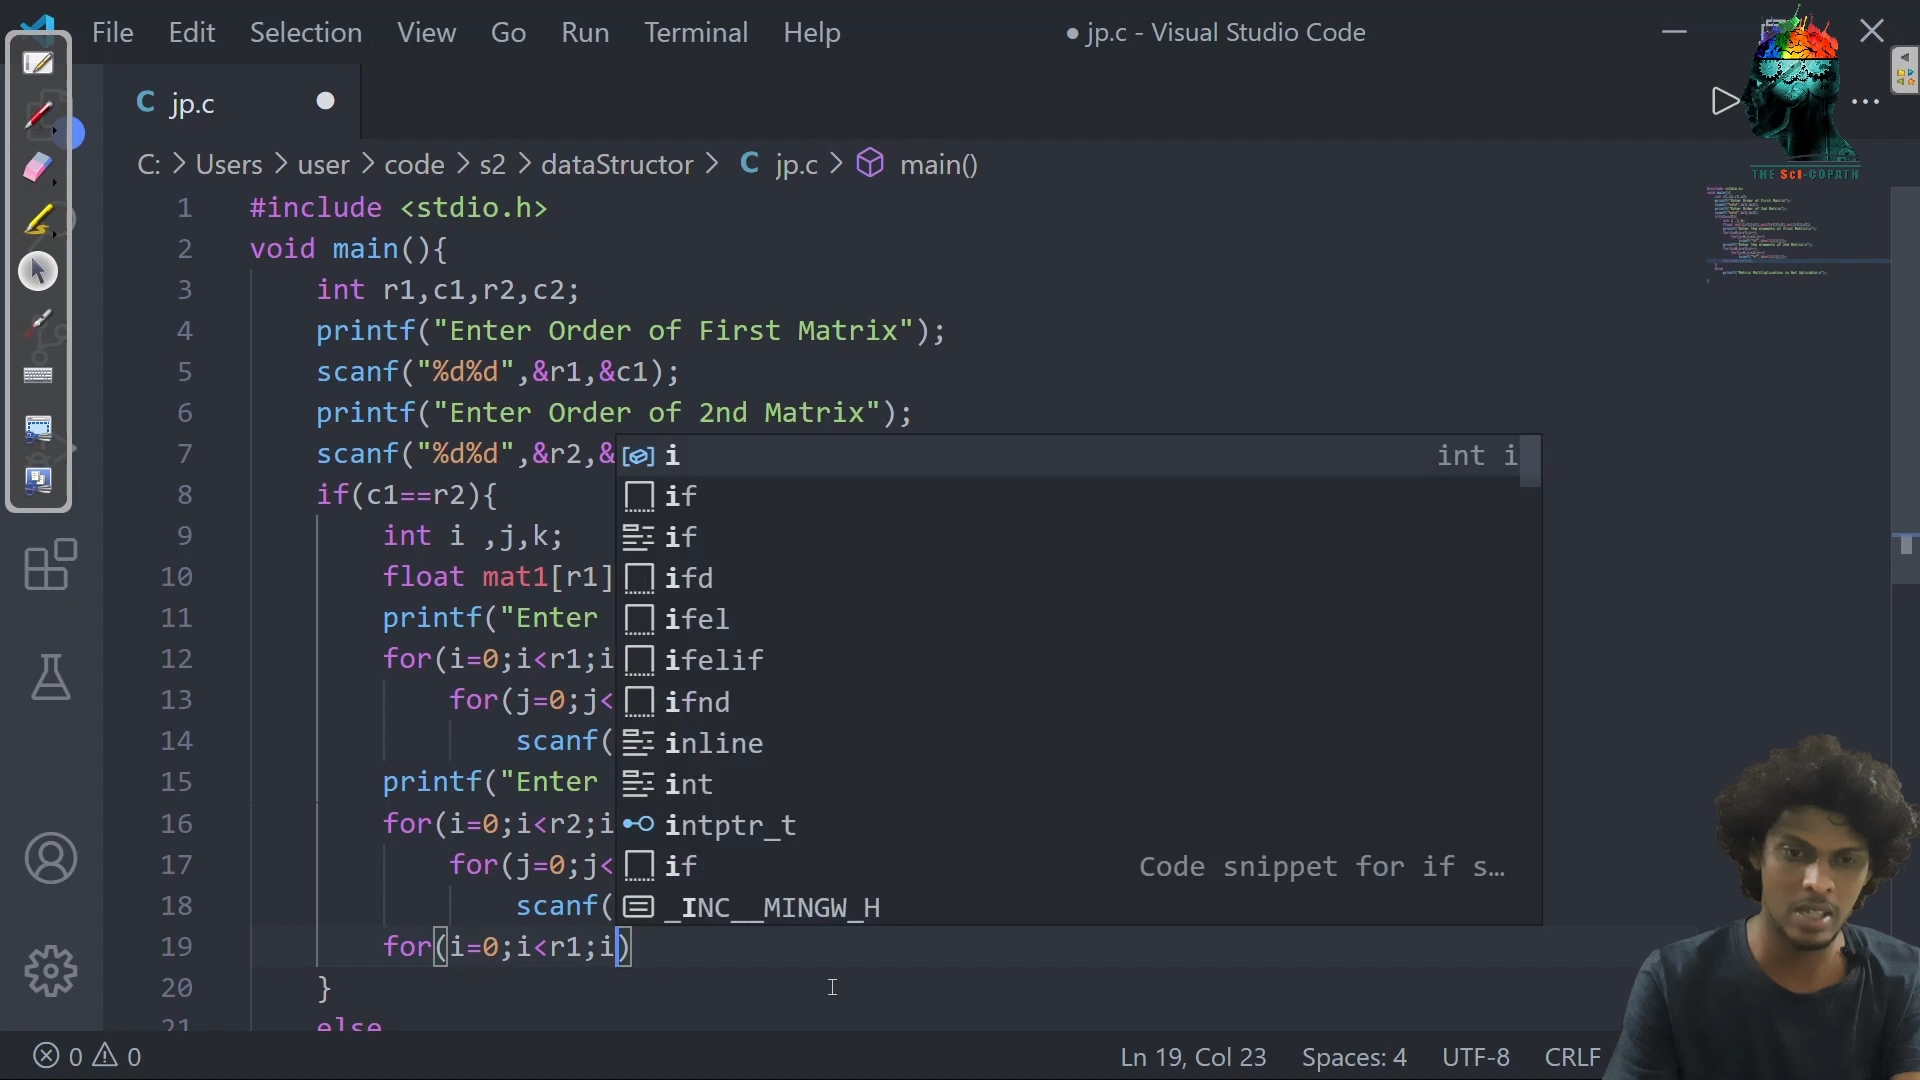 File Edit Selection View Go Run Terminal Help
● jp.c - Visual Studio Code
C jp.c
THE SCI-COPATH
C: > Users > user > code > s2 > dataStructor > C jp.c > main()
1 #include <stdio.h>
2 void main(){
3 int r1,c1,r2,c2;
4 printf("Enter Order of First Matrix");
5 scanf("%d%d",&r1,&c1);
6 printf("Enter Order of 2nd Matrix");
7 scanf("%d%d",&r2,&
8 if(c1==r2){
9 int i ,j,k;
10 float mat1[r1]
11 printf("Enter
12 for(i=0;i<r1;i
13 for(j=0;j<
14 scanf(
15 printf("Enter
16 for(i=0;i<r2;i
17 for(j=0;j<
18 scanf(
19 for(i=0;i<r1;i)
20 }
21 else
i int i
if
if
ifd
ifel
ifelif
ifnd
inline
int
intptr_t
if Code snippet for if s…
_INC__MINGW_H
0 0
Ln 19, Col 23 Spaces: 4 UTF-8 CRLF